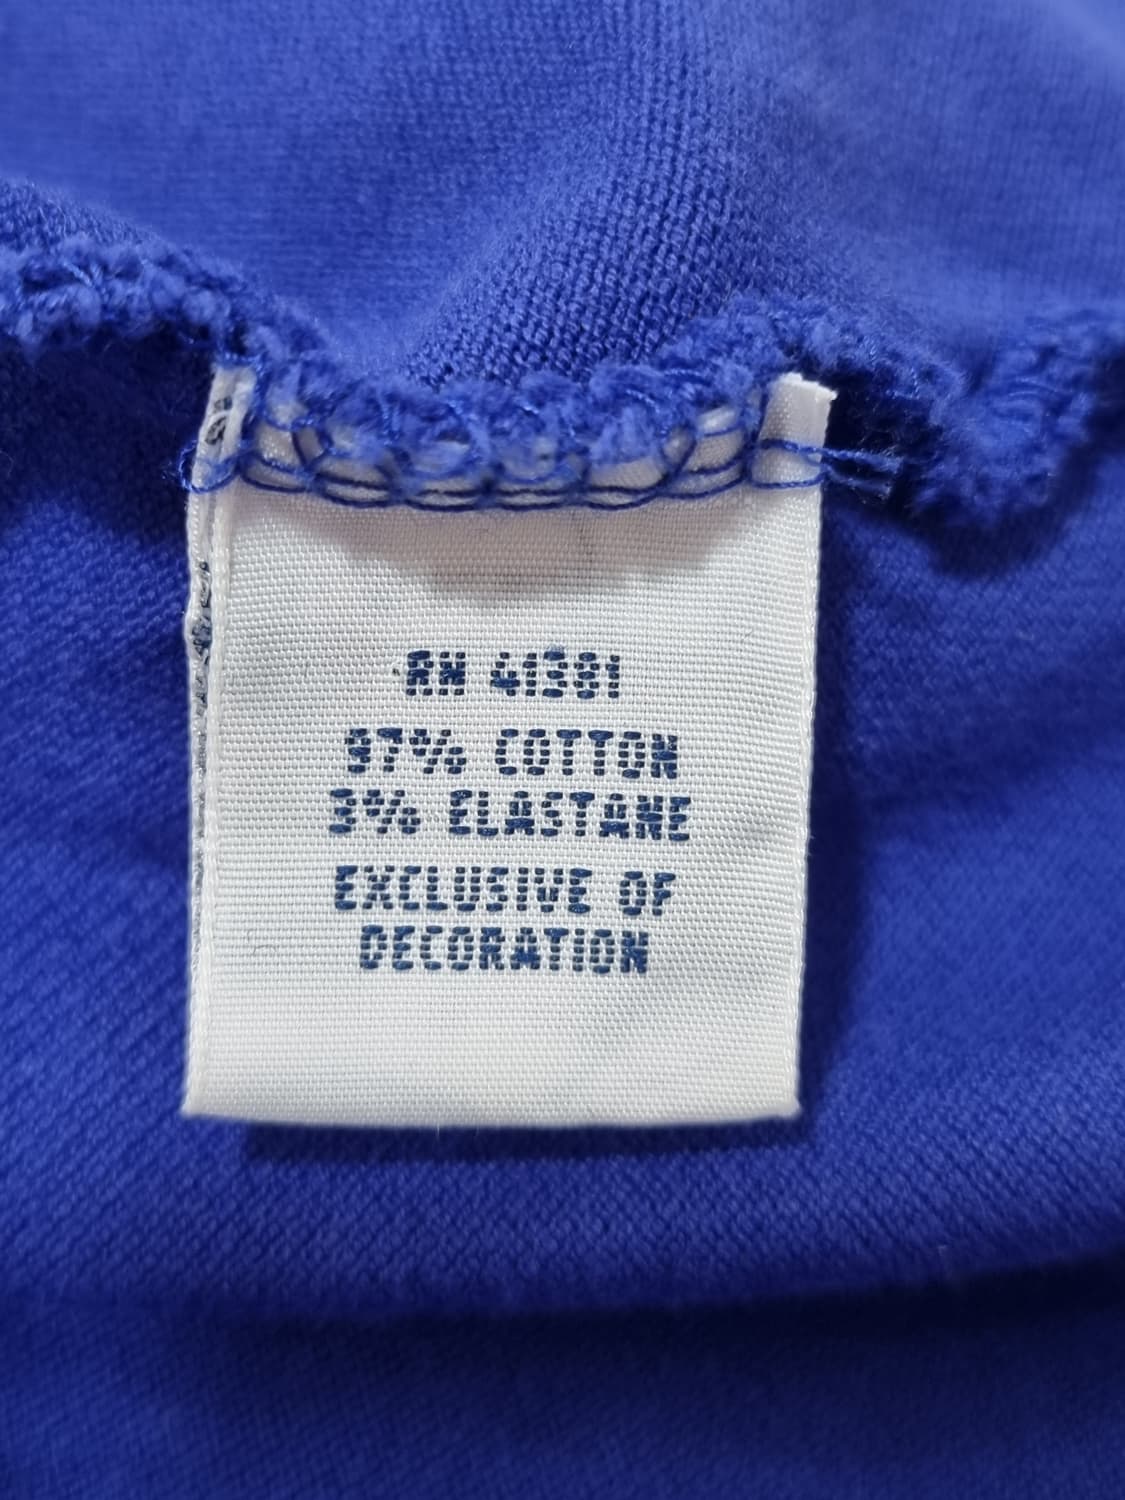 RN 41381
97% COTTON
3% ELASTANE
EXCLUSIVE OF
DECORATION